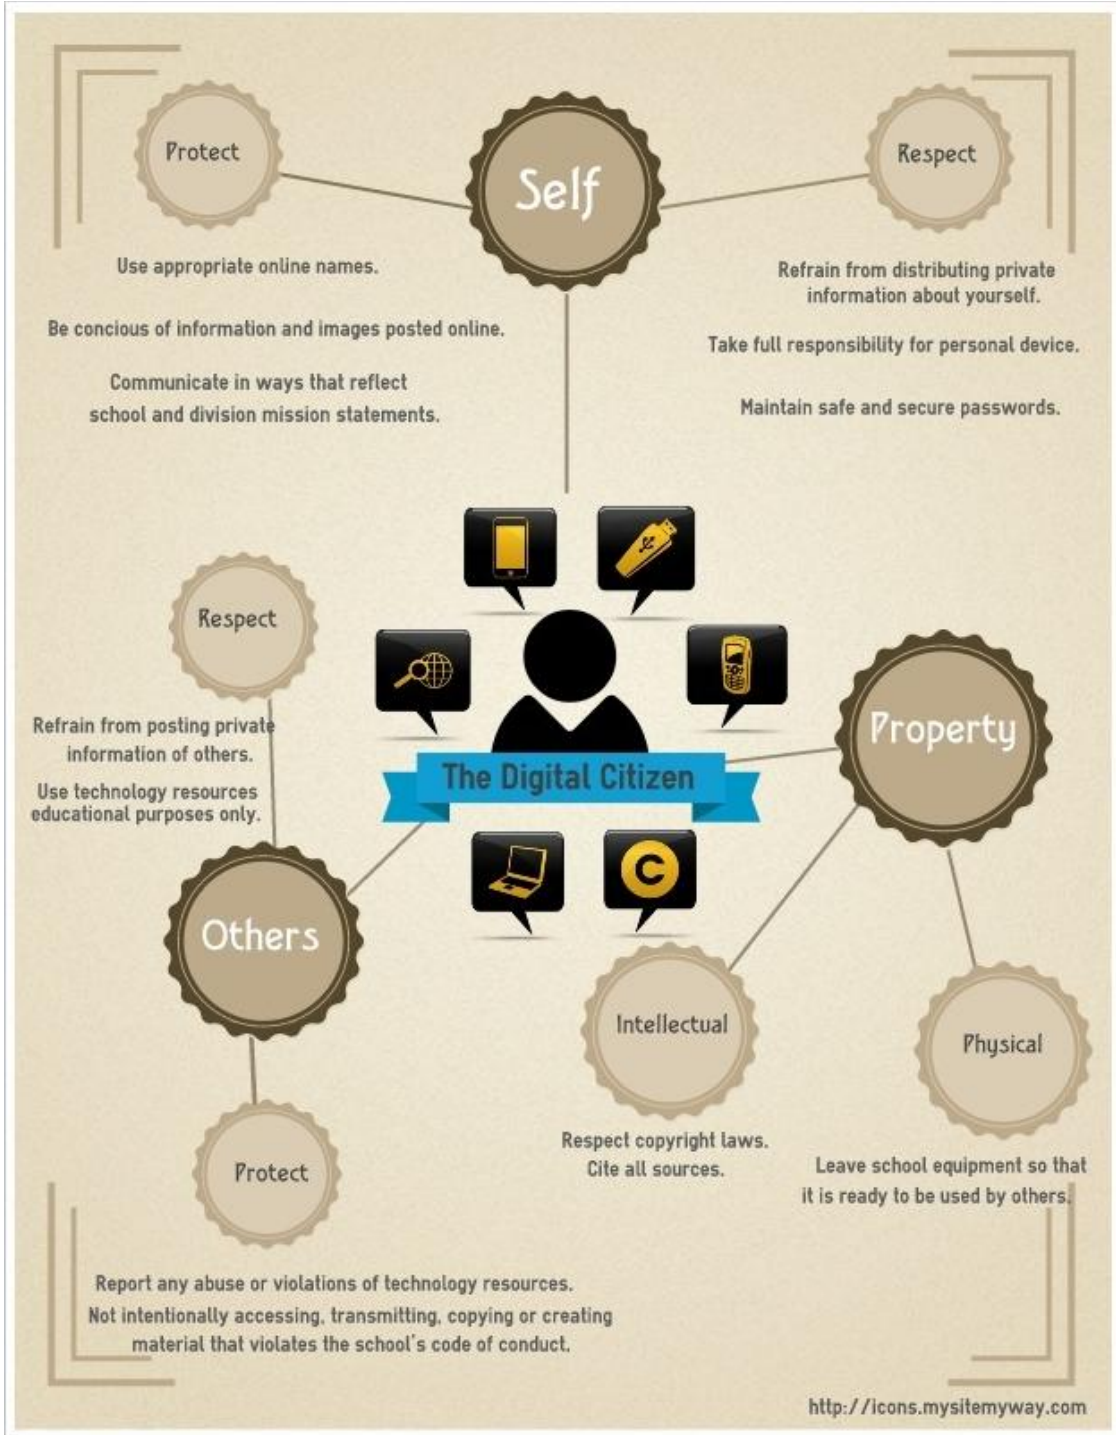 Protect
Self
Respect
Use appropriate online names.
Be concious of information and images posted online.
Communicate in ways that reflect
school and division mission statements.
Refrain from distributing private
information about yourself.
Take full responsibility for personal device.
Maintain safe and secure passwords.
Respect
Refrain from posting private
information of others.
Use technology resources
educational purposes only.
The Digital Citizen
Property
C
Others
Intellectual
Physical
Respect copyright laws.
Cite all sources.
Leave school equipment so that
it is ready to be used by others.
Protect
Report any abuse or violations of technology resources.
Not intentionally accessing, transmitting, copying or creating
material that violates the school's code of conduct.
http://icons.mysitemyway.com